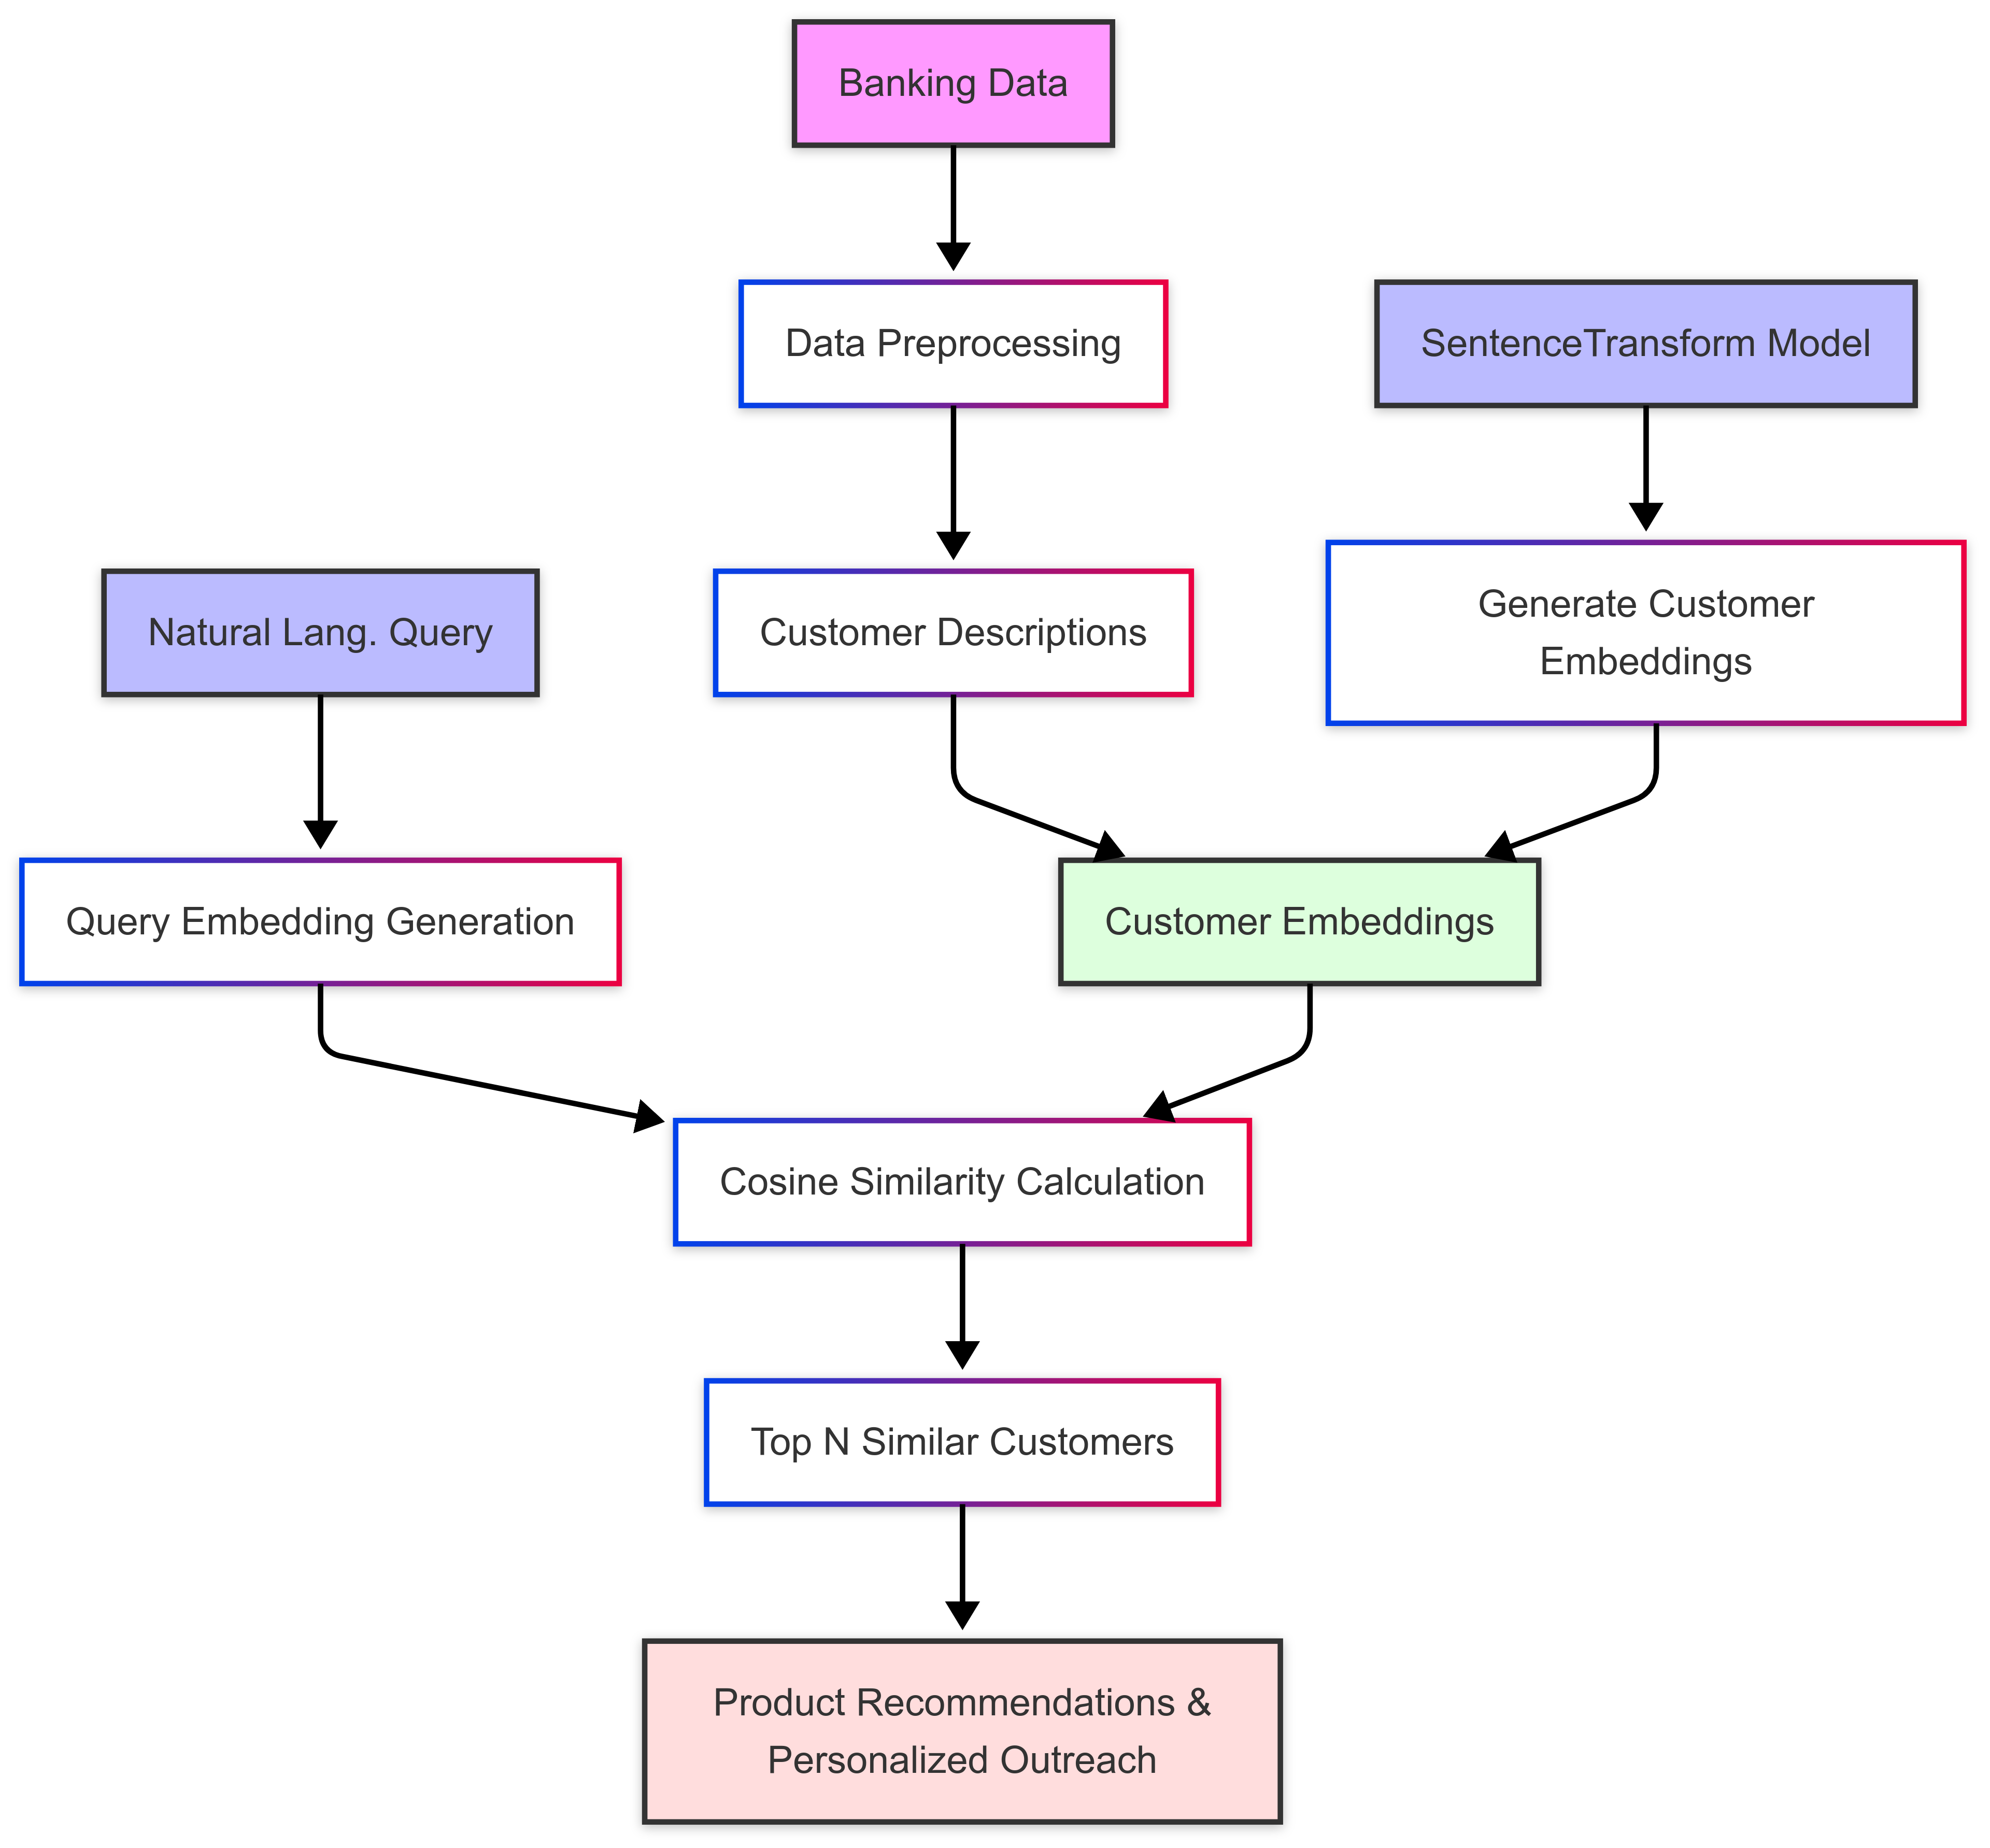 Banking Data
Data Preprocessing
SentenceTransform Model
Natural Lang. Query
Customer Descriptions
Generate Customer
Embeddings
Query Embedding Generation
Customer Embeddings
Cosine Similarity Calculation
Top N Similar Customers
Product Recommendations &
Personalized Outreach